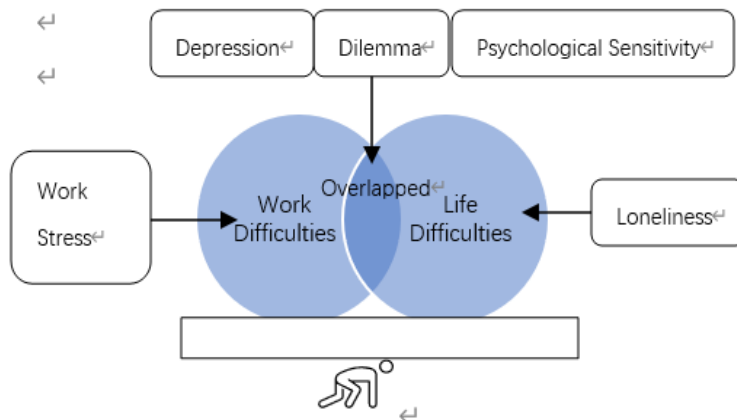 Depression
Dilemma
Psychological Sensitivity
Work
Stress
Work
Difficulties
Overlapped
Life
Difficulties
Loneliness